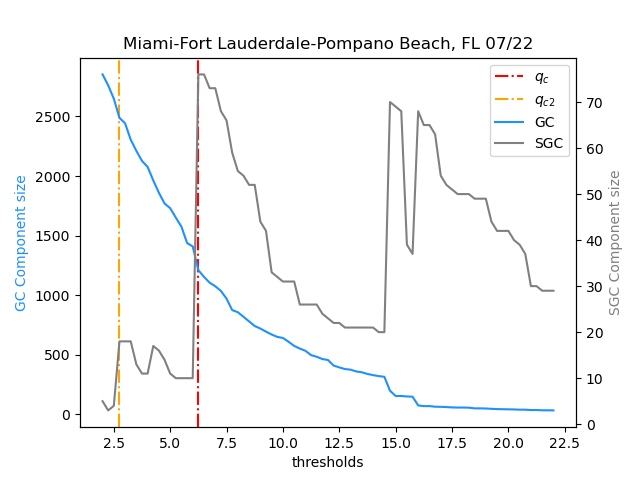 Miami-Fort Lauderdale-Pompano Beach, FL 07/22
q_c
q_c2
GC
SGC
GC Component size
SGC Component size
2500
2000
1500
1000
500
0
70
60
50
40
30
20
10
0
2.5 5.0 7.5 10.0 12.5 15.0 17.5 20.0 22.5
thresholds